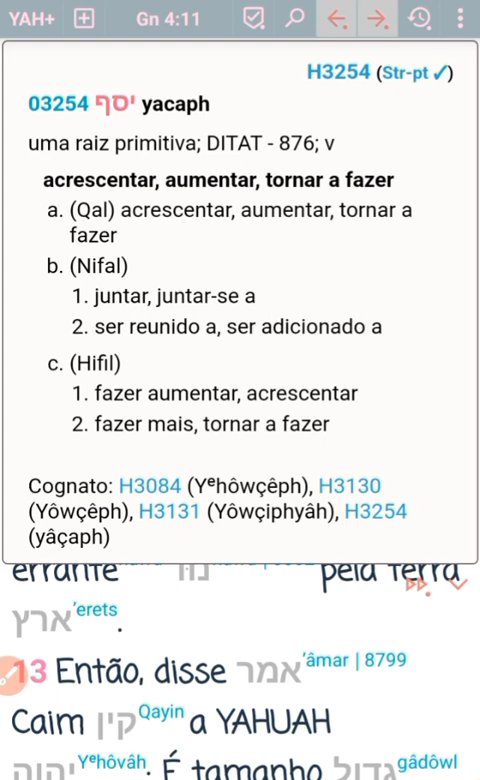 YAH+ Gn 4:11
H3254 (Str-pt ✓)
03254 יסף yacaph
uma raiz primitiva; DITAT - 876; v
acrescentar, aumentar, tornar a fazer
a. (Qal) acrescentar, aumentar, tornar a
fazer
b. (Nifal)
1. juntar, juntar-se a
2. ser reunido a, ser adicionado a
c. (Hifil)
1. fazer aumentar, acrescentar
2. fazer mais, tornar a fazer
Cognato: H3084 (Yᵉhôwçêph), H3130
(Yôwçêph), H3131 (Yôwçiphyâh), H3254
(yâçaph)
errante נוד pela terra
ארץ 'erets .
13 Então, disse אמר 'âmar | 8799
Caim קין Qayin a YAHUAH
יהוה Yᵉhôvâh. É tamanho גדול gâdôwl